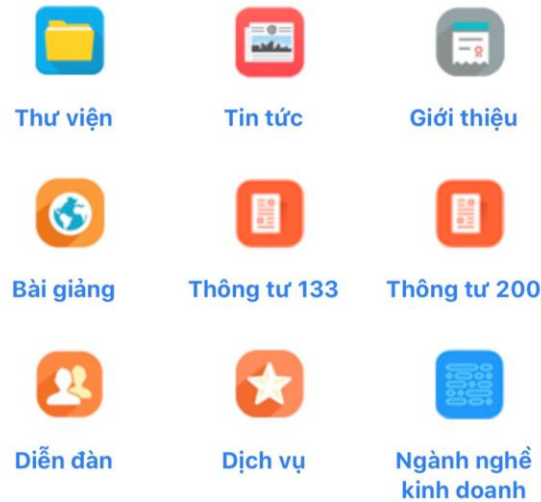 Thư viện
Tin tức
Giới thiệu
Bài giảng
Thông tư 133
Thông tư 200
Diễn đàn
Dịch vụ
Ngành nghề
kinh doanh